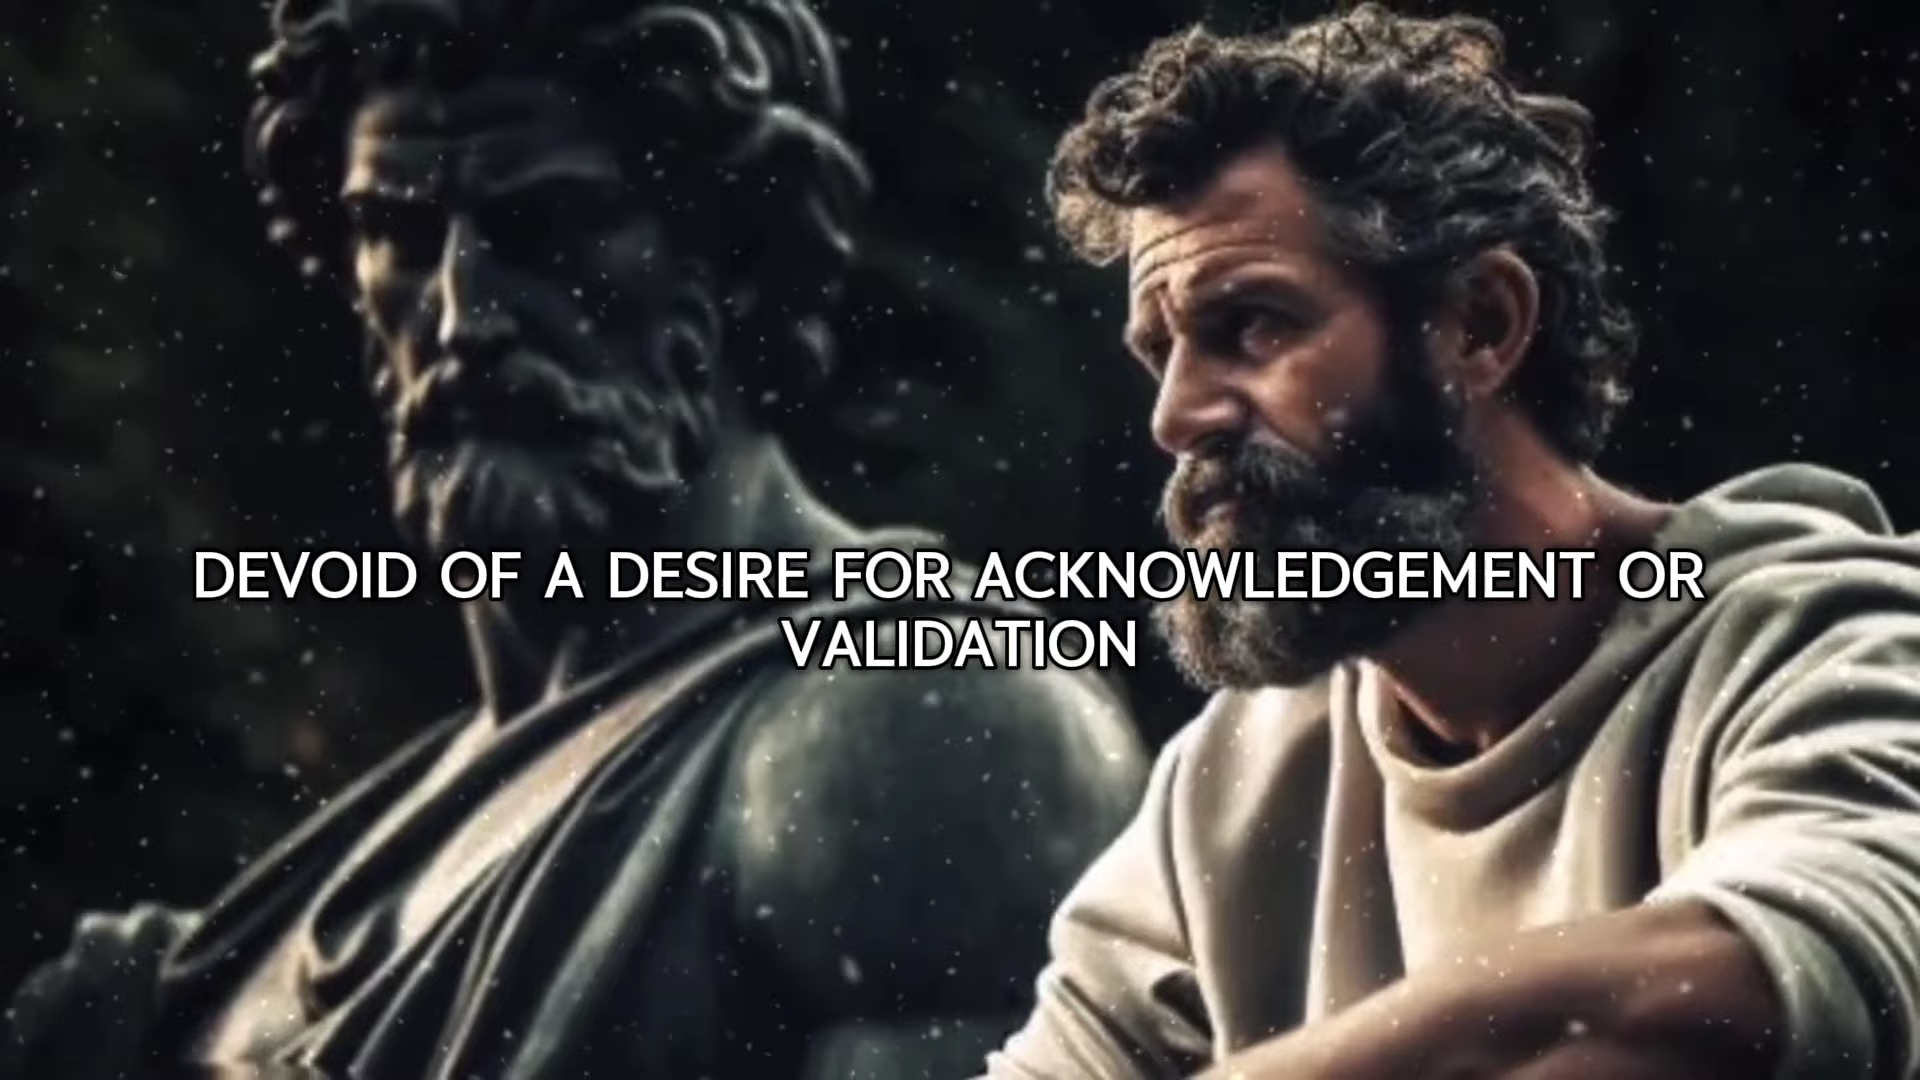 DEVOID OF A DESIRE FOR ACKNOWLEDGEMENT OR
VALIDATION